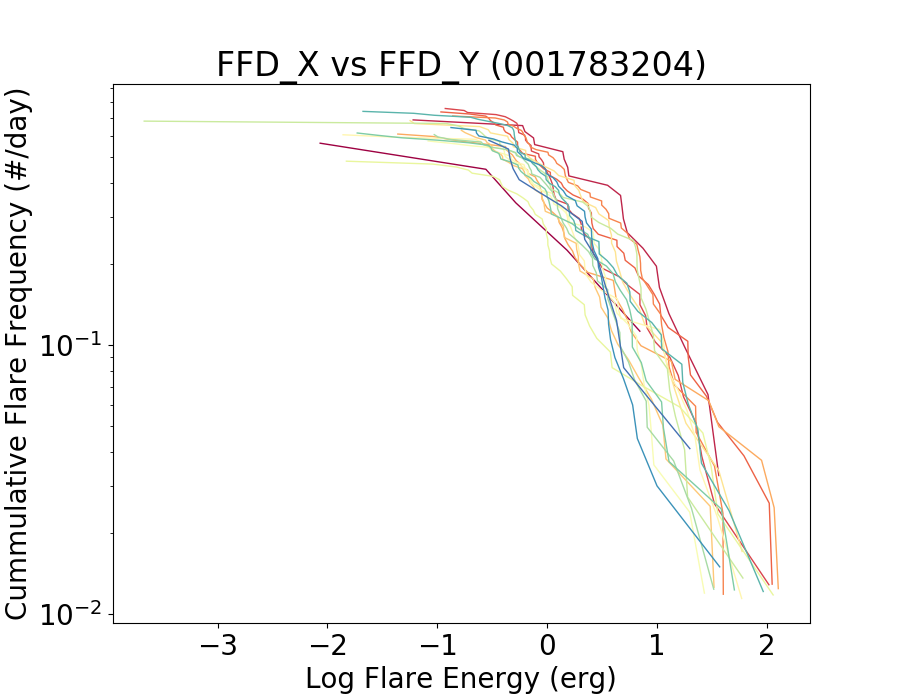 FFD_X vs FFD_Y (001783204)
Cummulative Flare Frequency (#/day)
10⁻¹
10⁻²
−3 −2 −1 0 1 2
Log Flare Energy (erg)